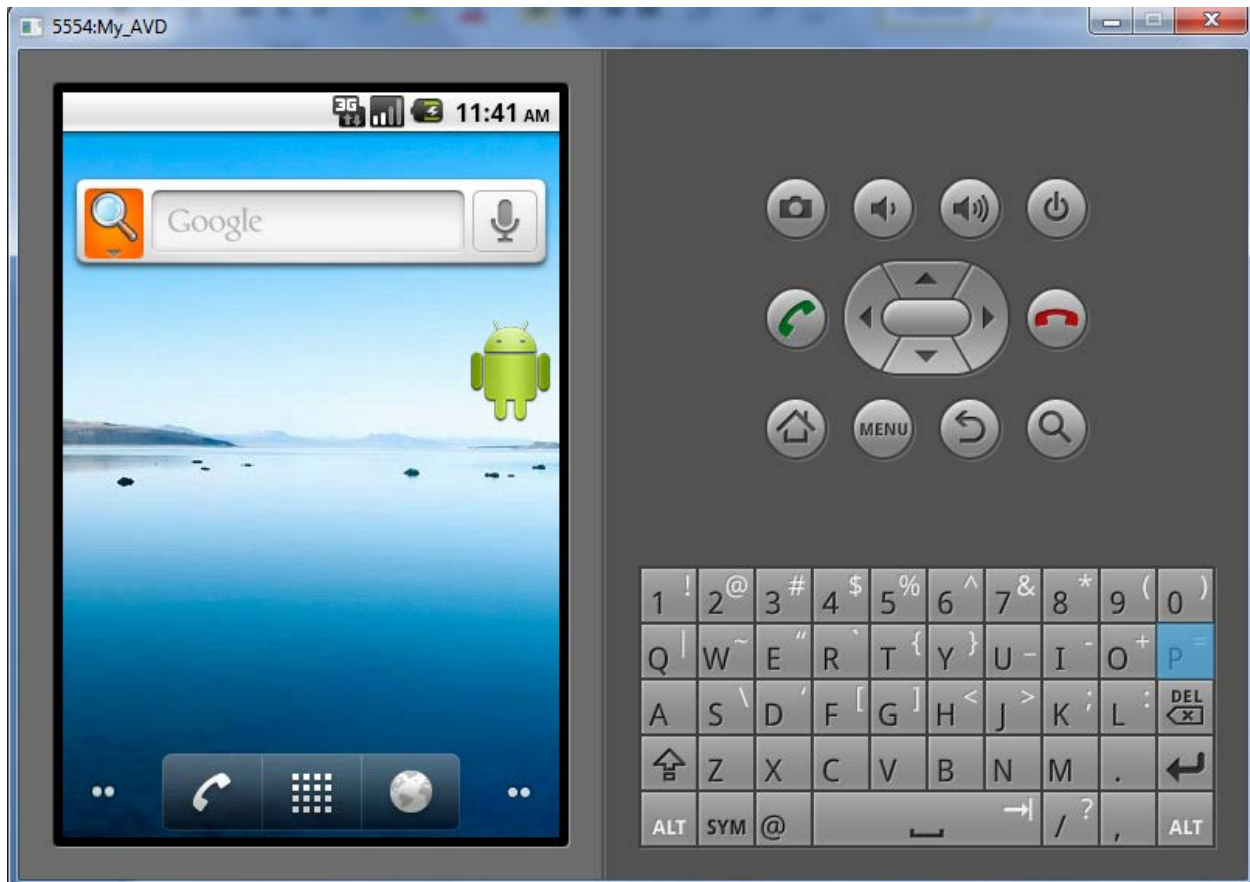 5554:My_AVD
3G 11:41 AM
Google
MENU
1 ! 2 @ 3 # 4 $ 5 % 6 ^ 7 & 8 * 9 ( 0 )
Q | W ~ E " R ` T { Y } U _ I - O + P =
A S \ D ' F [ G ] H < J > K ; L : DEL
Z X C V B N M .
ALT SYM @ / ? , ALT